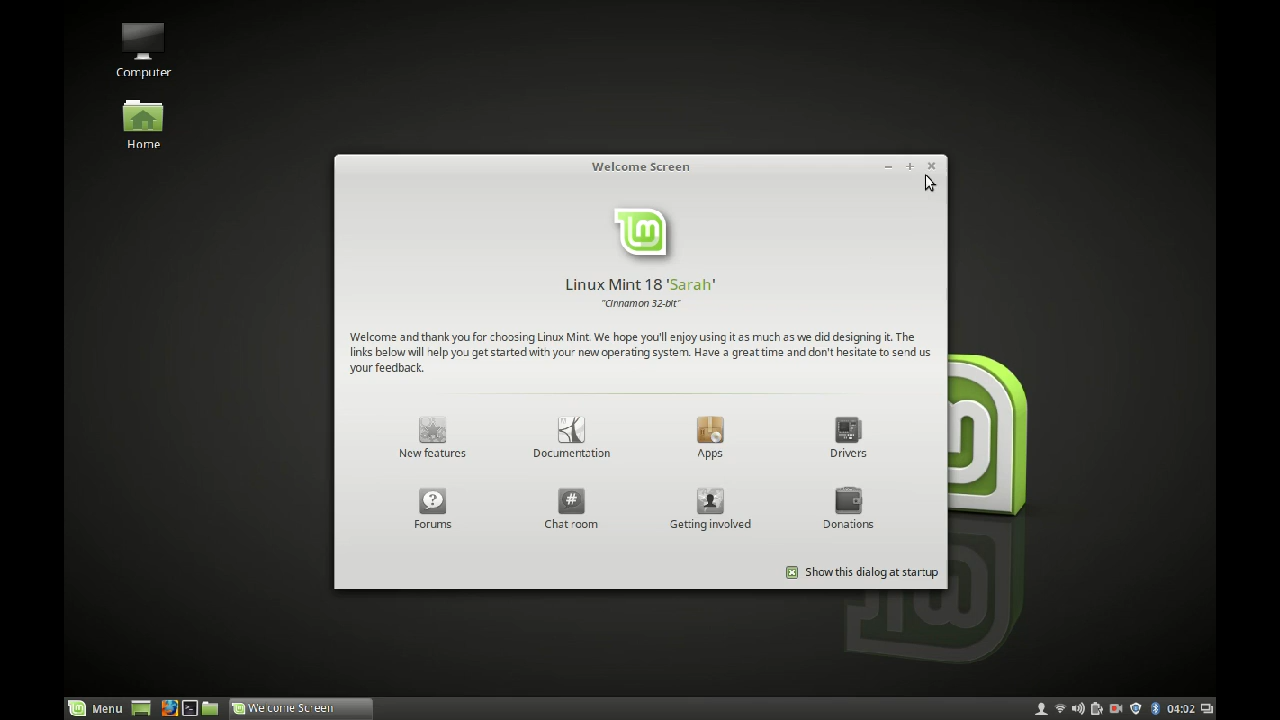 Computer
Home
Welcome Screen
Linux Mint 18 'Sarah'
"Cinnamon 32-bit"
Welcome and thank you for choosing Linux Mint. We hope you'll enjoy using it as much as we did designing it. The
links below will help you get started with your new operating system. Have a great time and don't hesitate to send us
your feedback.
New features
Documentation
Apps
Drivers
Forums
Chat room
Getting involved
Donations
Show this dialog at startup
Menu
Welcome Screen
04:02